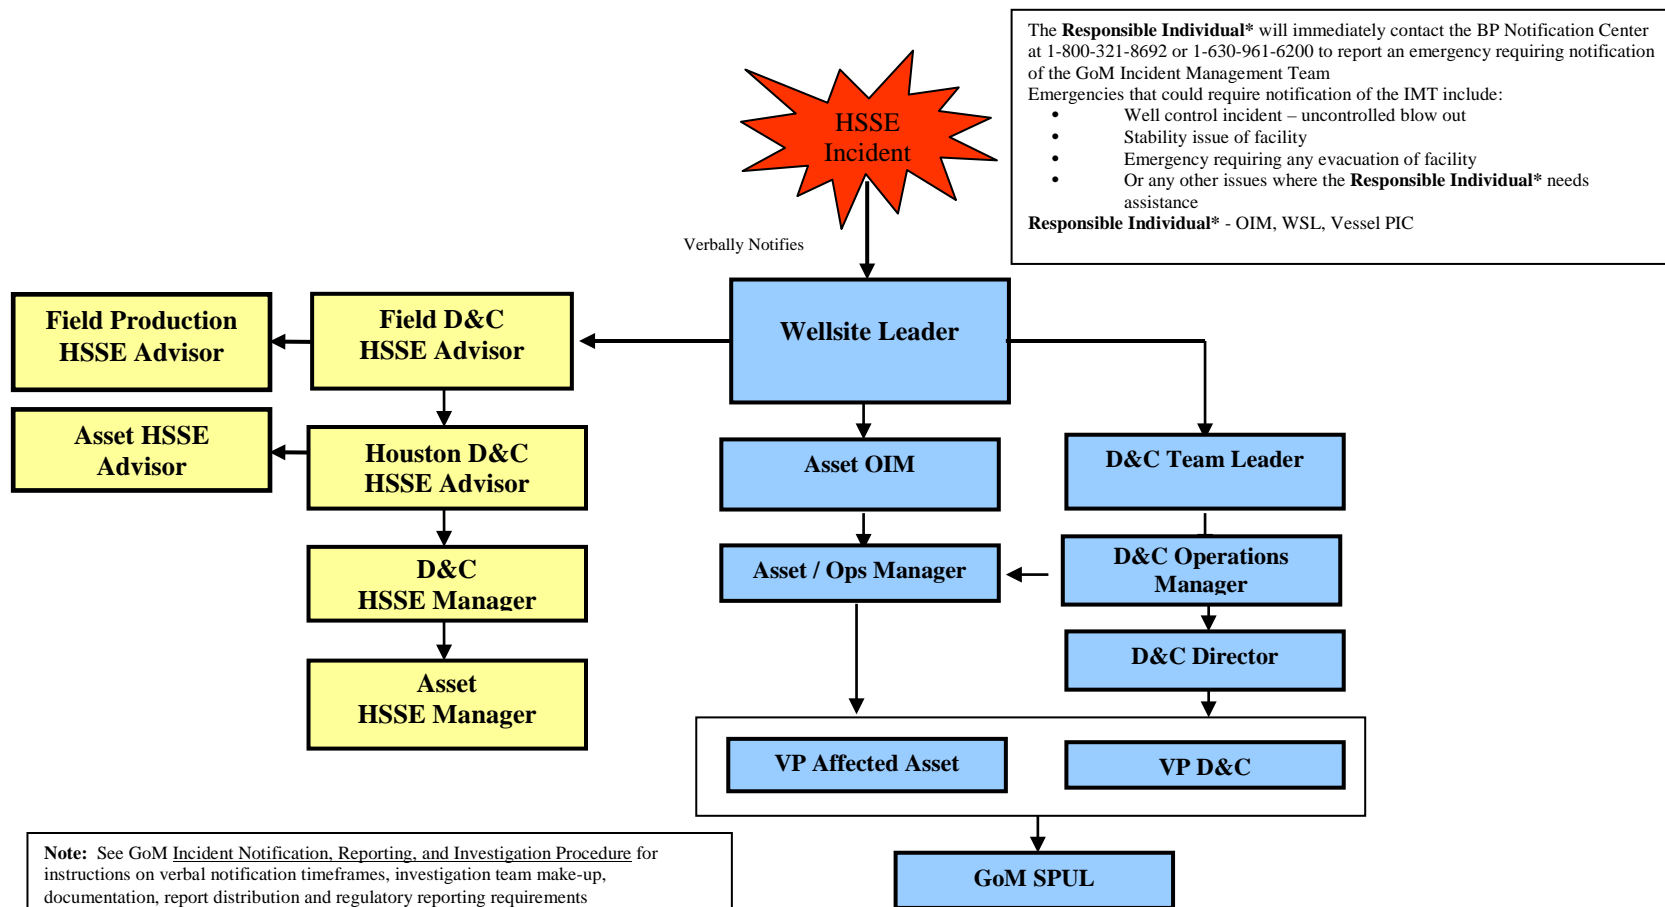 The Responsible Individual* will immediately contact the BP Notification Center
at 1-800-321-8692 or 1-630-961-6200 to report an emergency requiring notification
of the GoM Incident Management Team
Emergencies that could require notification of the IMT include:
• Well control incident – uncontrolled blow out
• Stability issue of facility
• Emergency requiring any evacuation of facility
• Or any other issues where the Responsible Individual* needs
assistance
Responsible Individual* - OIM, WSL, Vessel PIC
HSSE
Incident
Verbally Notifies
Wellsite Leader
Field D&C
HSSE Advisor
Field Production
HSSE Advisor
Asset HSSE
Advisor
Houston D&C
HSSE Advisor
D&C
HSSE Manager
Asset
HSSE Manager
Asset OIM
D&C Team Leader
Asset / Ops Manager
D&C Operations
Manager
D&C Director
VP Affected Asset
VP D&C
GoM SPUL
Note: See GoM Incident Notification, Reporting, and Investigation Procedure for
instructions on verbal notification timeframes, investigation team make-up,
documentation, report distribution and regulatory reporting requirements